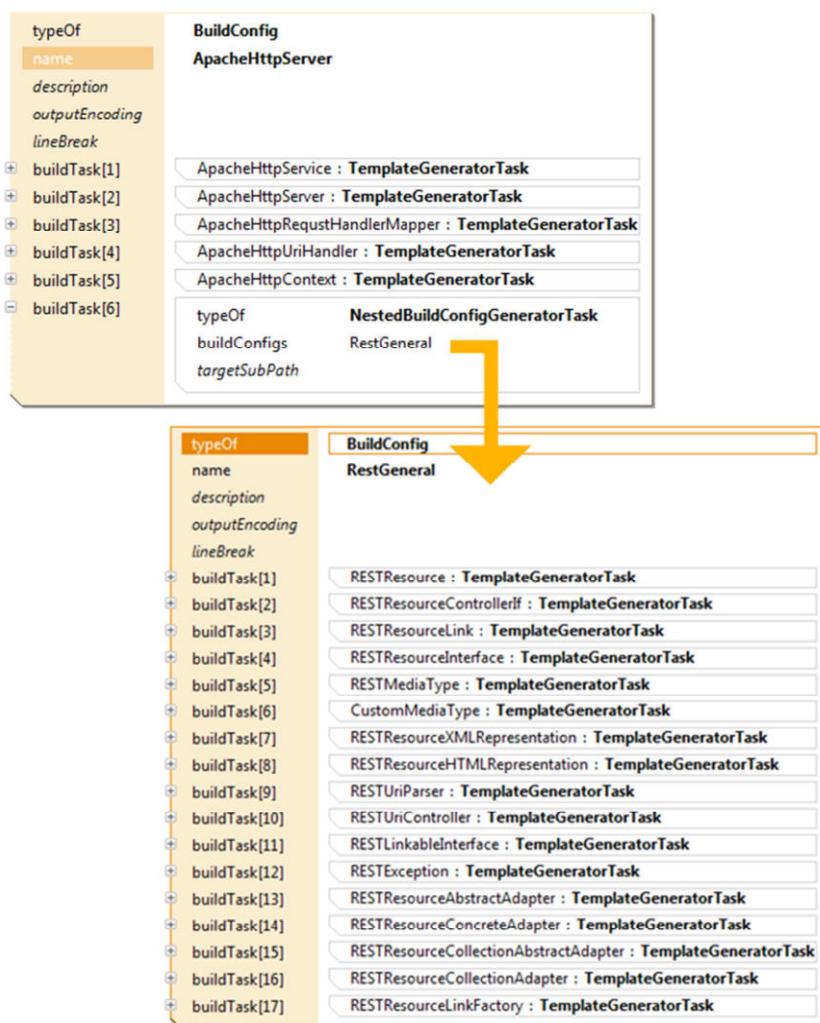 typeOf BuildConfig
name ApacheHttpServer
description
outputEncoding
lineBreak
buildTask[1] ApacheHttpService : TemplateGeneratorTask
buildTask[2] ApacheHttpServer : TemplateGeneratorTask
buildTask[3] ApacheHttpRequstHandlerMapper : TemplateGeneratorTask
buildTask[4] ApacheHttpUriHandler : TemplateGeneratorTask
buildTask[5] ApacheHttpContext : TemplateGeneratorTask
buildTask[6] typeOf NestedBuildConfigGeneratorTask
buildConfigs RestGeneral
targetSubPath
typeOf BuildConfig
name RestGeneral
description
outputEncoding
lineBreak
buildTask[1] RESTResource : TemplateGeneratorTask
buildTask[2] RESTResourceControllerIf : TemplateGeneratorTask
buildTask[3] RESTResourceLink : TemplateGeneratorTask
buildTask[4] RESTResourceInterface : TemplateGeneratorTask
buildTask[5] RESTMediaType : TemplateGeneratorTask
buildTask[6] CustomMediaType : TemplateGeneratorTask
buildTask[7] RESTResourceXMLRepresentation : TemplateGeneratorTask
buildTask[8] RESTResourceHTMLRepresentation : TemplateGeneratorTask
buildTask[9] RESTUriParser : TemplateGeneratorTask
buildTask[10] RESTUriController : TemplateGeneratorTask
buildTask[11] RESTLinkableInterface : TemplateGeneratorTask
buildTask[12] RESTException : TemplateGeneratorTask
buildTask[13] RESTResourceAbstractAdapter : TemplateGeneratorTask
buildTask[14] RESTResourceConcreteAdapter : TemplateGeneratorTask
buildTask[15] RESTResourceCollectionAbstractAdapter : TemplateGeneratorTask
buildTask[16] RESTResourceCollectionAdapter : TemplateGeneratorTask
buildTask[17] RESTResourceLinkFactory : TemplateGeneratorTask